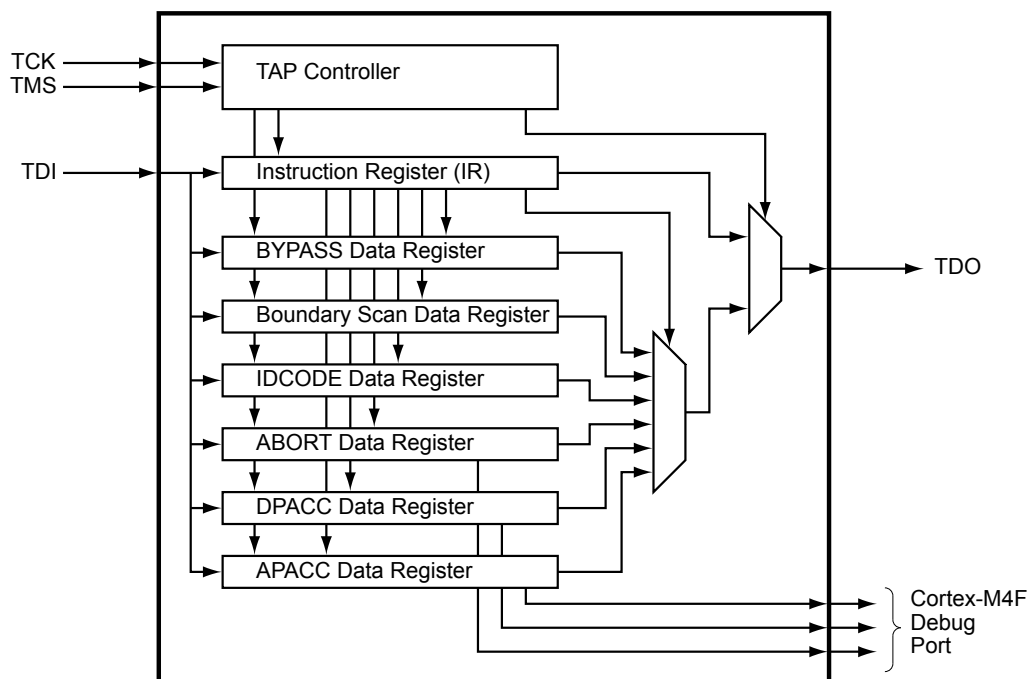 TCK
TMS
TAP Controller
TDI
Instruction Register (IR)
BYPASS Data Register
Boundary Scan Data Register
IDCODE Data Register
ABORT Data Register
DPACC Data Register
APACC Data Register
TDO
Cortex-M4F
Debug
Port